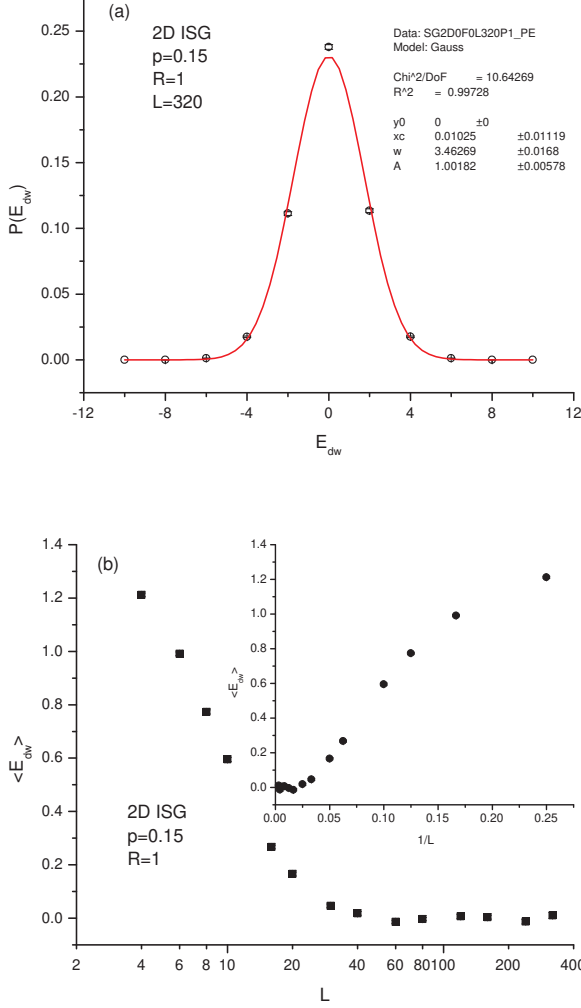 (a)
2D ISG
p=0.15
R=1
L=320
Data: SG2D0F0L320P1_PE
Model: Gauss
Chi^2/DoF = 10.64269
R^2 = 0.99728
y0 0 ±0
xc 0.01025 ±0.01119
w 3.46269 ±0.0168
A 1.00182 ±0.00578
0.25
0.20
0.15
0.10
0.05
0.00
P(E_dw)
-12 -8 -4 0 4 8 12
E_dw
(b)
1.4
1.2
1.0
0.8
0.6
0.4
0.2
0.0
<E_dw>
2D ISG
p=0.15
R=1
2 4 6 8 10 20 40 60 80 100 200 400
L
1.4
1.2
1.0
0.8
0.6
0.4
0.2
0.0
<E_dw>
0.00 0.05 0.10 0.15 0.20 0.25
1/L